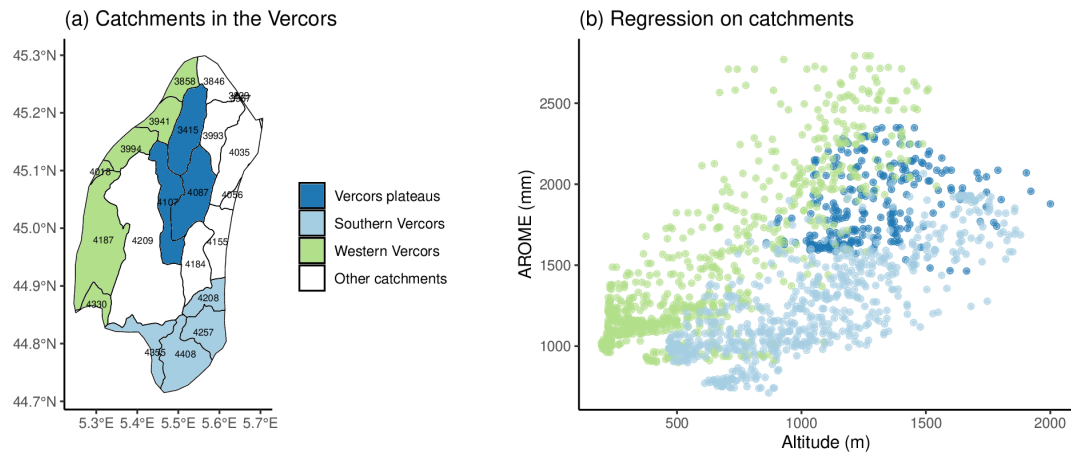 (a) Catchments in the Vercors
45.3°N
45.2°N
45.1°N
45.0°N
44.9°N
44.8°N
44.7°N
5.3°E 5.4°E 5.5°E 5.6°E 5.7°E
3858
3846
3941
3415
3993
3994
4035
4018
4087
4107
4056
4187
4209
4155
4184
4330
4208
4257
4355
4408
Vercors plateaus
Southern Vercors
Western Vercors
Other catchments
(b) Regression on catchments
AROME (mm)
2500
2000
1500
1000
500 1000 1500 2000
Altitude (m)